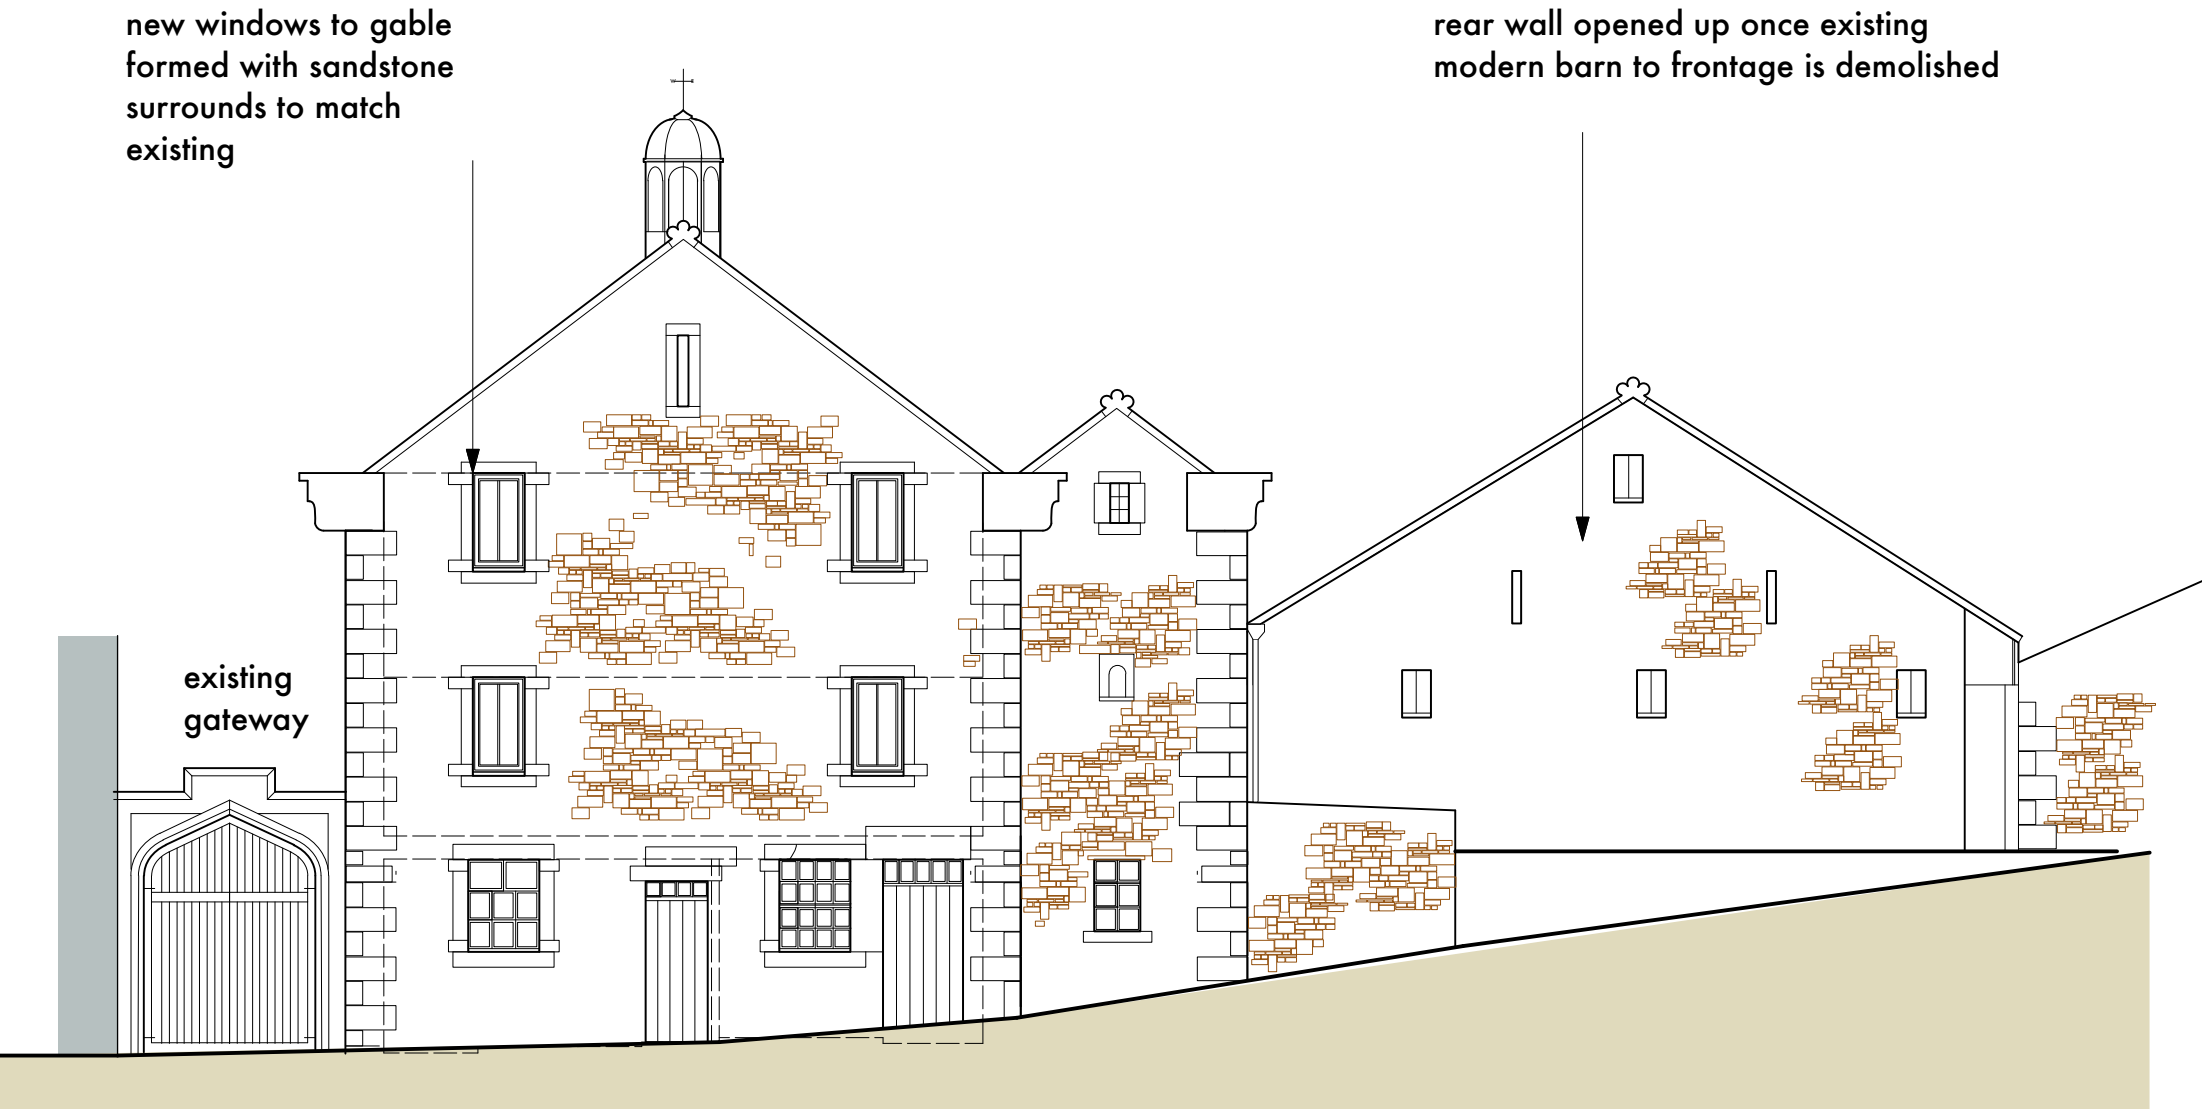 new windows to gable
formed with sandstone
surrounds to match
existing
rear wall opened up once existing
modern barn to frontage is demolished
existing
gateway